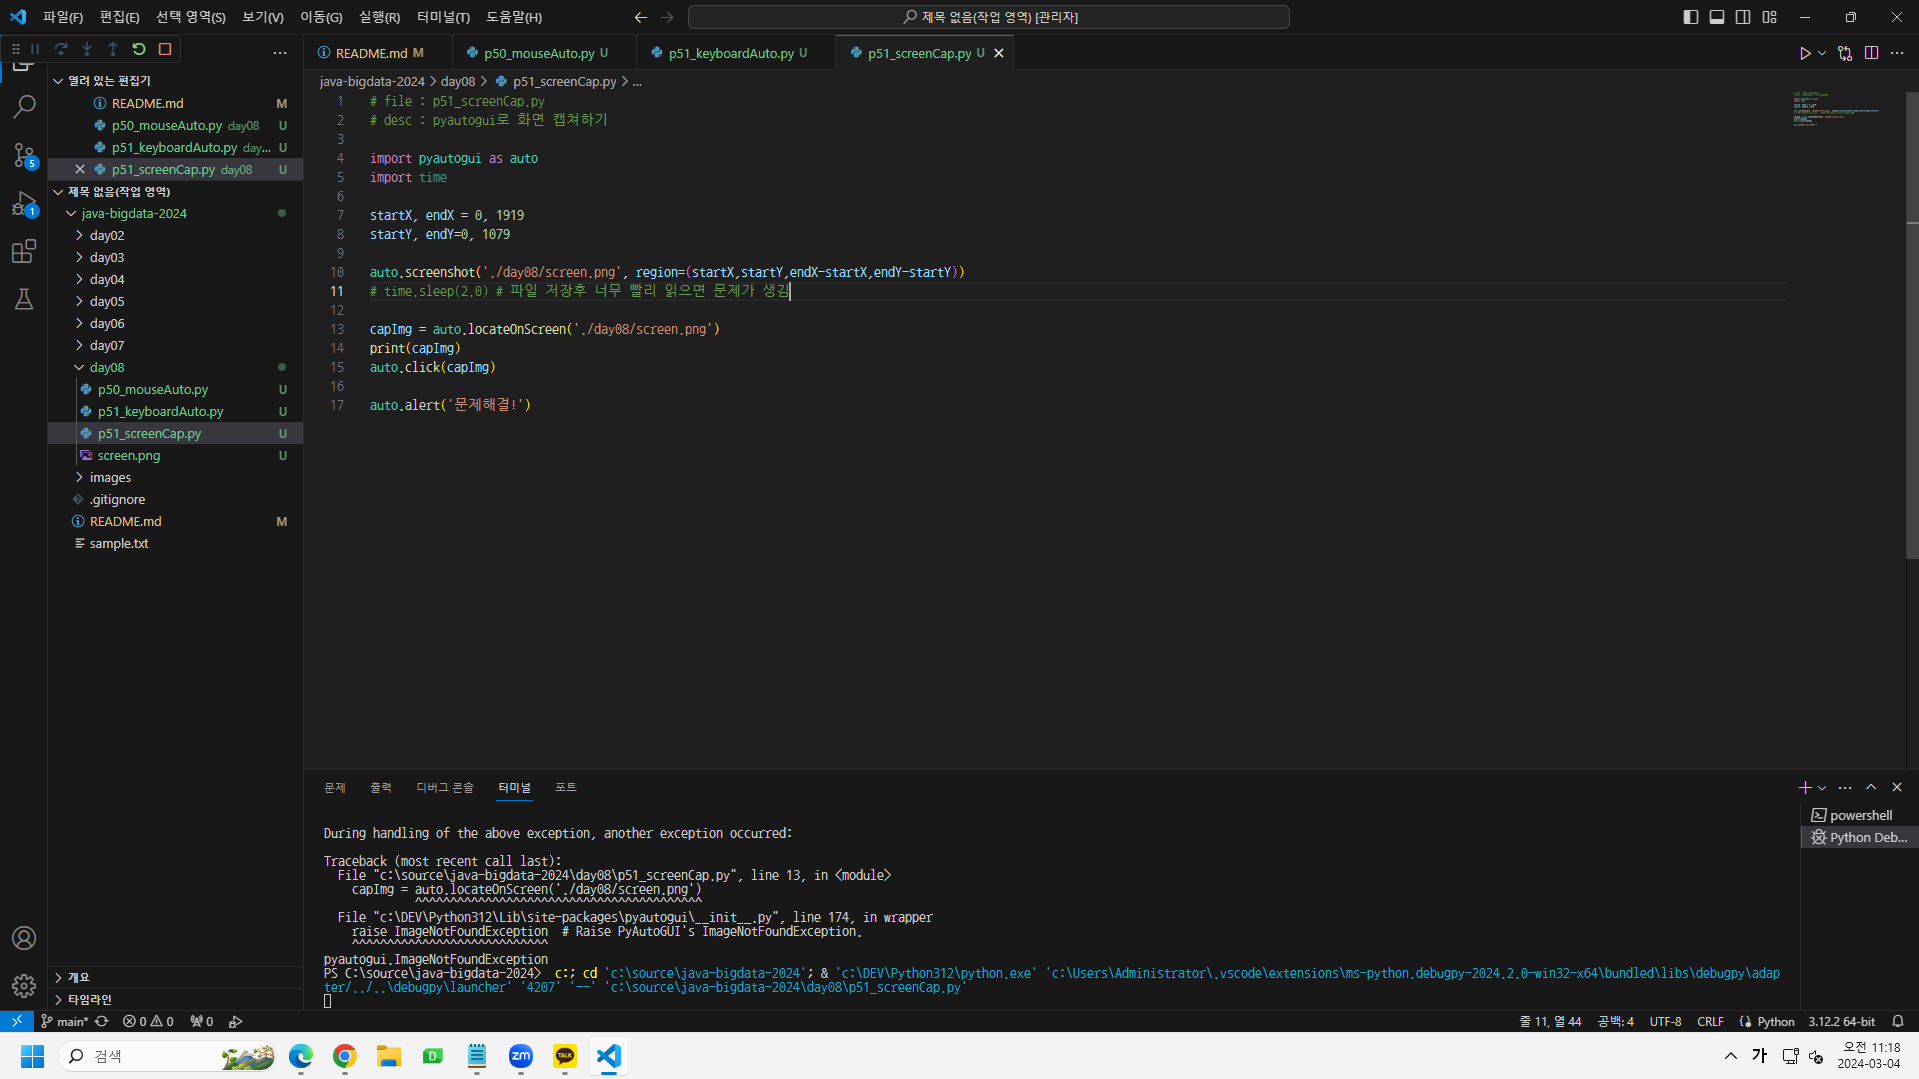 파일(F) 편집(E) 선택 영역(S) 보기(V) 이동(G) 실행(R) 터미널(T) 도움말(H)
제목 없음(작업 영역) [관리자]
README.md M
p50_mouseAuto.py U
p51_keyboardAuto.py U
p51_screenCap.py U
java-bigdata-2024 > day08 > p51_screenCap.py > ...
열려 있는 편집기
README.md M
p50_mouseAuto.py day08 U
p51_keyboardAuto.py day... U
p51_screenCap.py day08 U
제목 없음(작업 영역)
java-bigdata-2024
day02
day03
day04
day05
day06
day07
day08
p50_mouseAuto.py U
p51_keyboardAuto.py U
p51_screenCap.py U
screen.png U
images
.gitignore
README.md M
sample.txt
개요
타임라인
5
1
1 # file : p51_screenCap.py
2 # desc : pyautogui로 화면 캡쳐하기
3
4 import pyautogui as auto
5 import time
6
7 startX, endX = 0, 1919
8 startY, endY=0, 1079
9
10 auto.screenshot('./day08/screen.png', region=(startX,startY,endX-startX,endY-startY))
11 # time.sleep(2.0) # 파일 저장후 너무 빨리 읽으면 문제가 생김
12
13 capImg = auto.locateOnScreen('./day08/screen.png')
14 print(capImg)
15 auto.click(capImg)
16
17 auto.alert('문제해결!')
문제 출력 디버그 콘솔 터미널 포트
powershell
Python Deb...
During handling of the above exception, another exception occurred:
Traceback (most recent call last):
File "c:\source\java-bigdata-2024\day08\p51_screenCap.py", line 13, in <module>
capImg = auto.locateOnScreen('./day08/screen.png')
^^^^^^^^^^^^^^^^^^^^^^^^^^^^^^^^^^^^^^^^^
File "c:\DEV\Python312\Lib\site-packages\pyautogui\__init__.py", line 174, in wrapper
raise ImageNotFoundException  # Raise PyAutoGUI's ImageNotFoundException.
^^^^^^^^^^^^^^^^^^^^^^^^^^^^
pyautogui.ImageNotFoundException
PS C:\source\java-bigdata-2024>  c:; cd 'c:\source\java-bigdata-2024'; & 'c:\DEV\Python312\python.exe' 'c:\Users\Administrator\.vscode\extensions\ms-python.debugpy-2024.2.0-win32-x64\bundled\libs\debugpy\adap
ter/../..\debugpy\launcher' '4207' '--' 'c:\source\java-bigdata-2024\day08\p51_screenCap.py'
main* 0 0 0
줄 11, 열 44 공백: 4 UTF-8 CRLF Python 3.12.2 64-bit
검색
D
zm
TALK
가
오전 11:18
2024-03-04